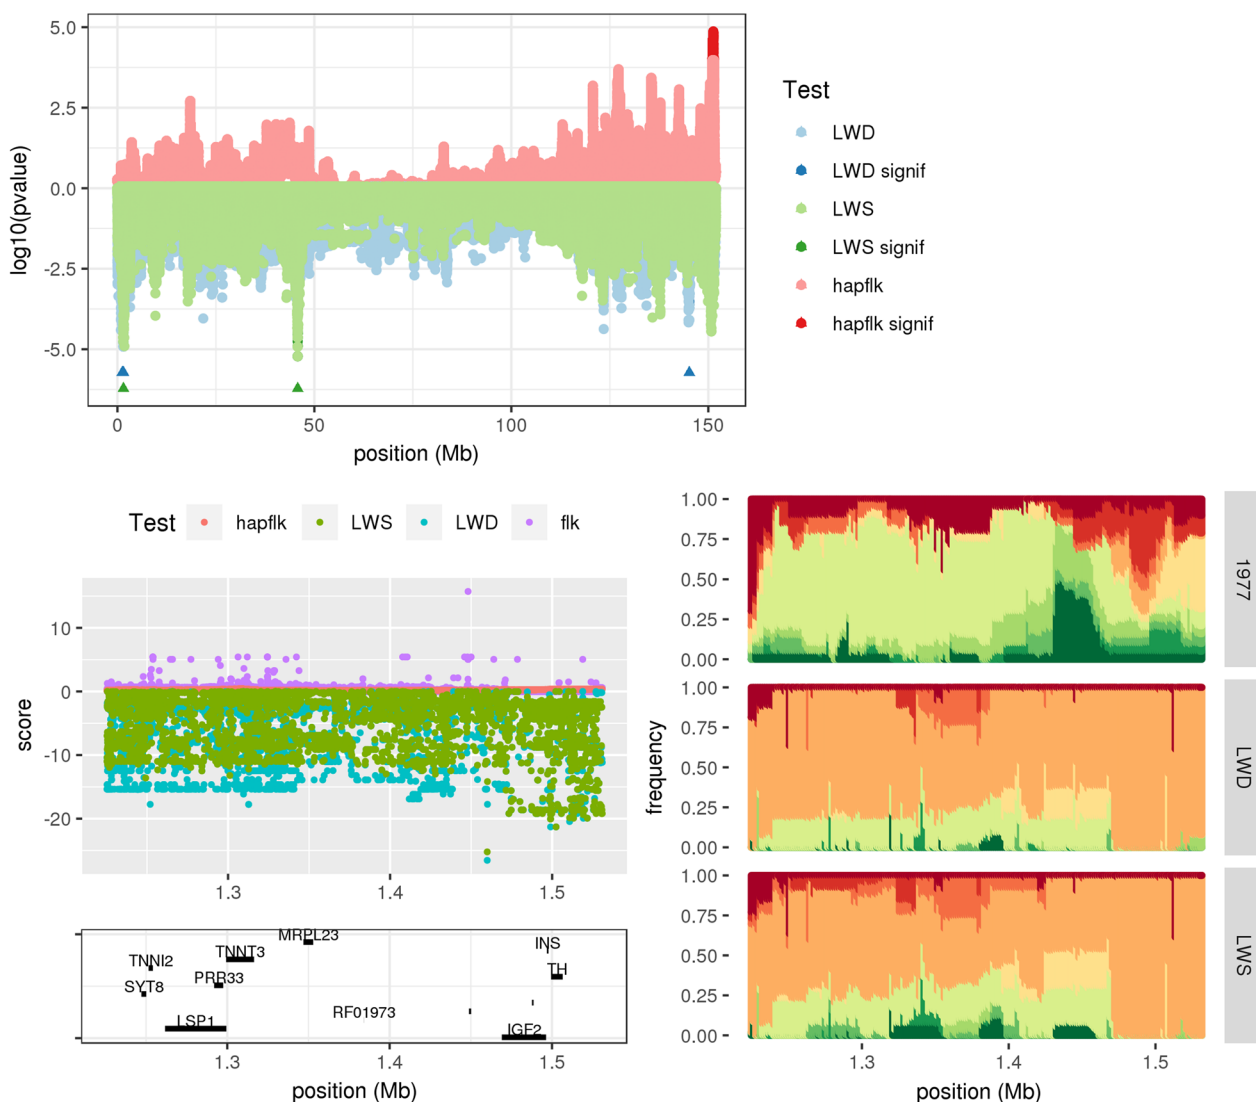 5.0
2.5
0.0
-2.5
-5.0
log10(pvalue)
0 50 100 150
position (Mb)
Test
LWD
LWD signif
LWS
LWS signif
hapflk
hapflk signif
Test hapflk LWS LWD flk
10
0
-10
-20
score
1.3 1.4 1.5
MRPL23
TNNT3
INS
TNNI2
TH
PRR33
SYT8
RF01973
LSP1
IGF2
1.3 1.4 1.5
position (Mb)
frequency
1.00
0.75
0.50
0.25
0.00
1977
1.00
0.75
0.50
0.25
0.00
LWD
1.00
0.75
0.50
0.25
0.00
LWS
1.3 1.4 1.5
position (Mb)